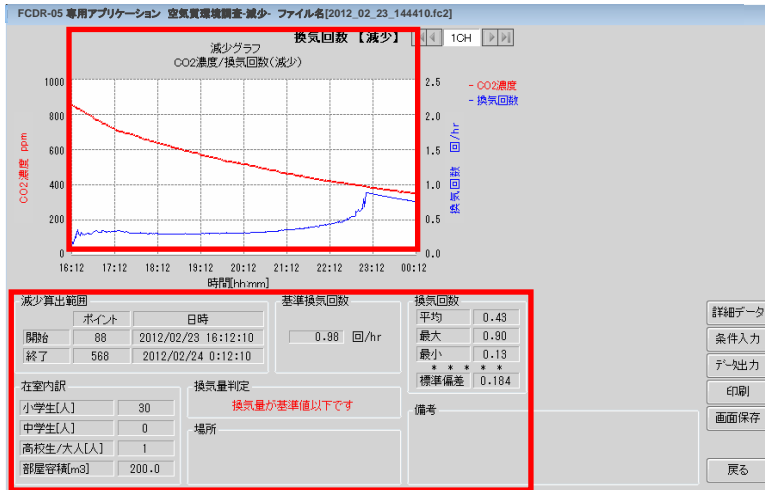 FCDR-05 専用アプリケーション 空気質環境調査-減少- ファイル名[2012_02_23_144410.fc2]
換気回数 【減少】 1CH
減少グラフ
CO2濃度/換気回数(減少)
CO2濃度
換気回数
CO2濃度 ppm
1000
800
600
400
200
0
2.5
2.0
1.5
1.0
0.5
0.0
換気回数 回/hr
16:12 17:12 18:12 19:12 20:12 21:12 22:12 23:12 00:12
時間[hh:mm]
減少算出範囲
ポイント 日時
開始 88 2012/02/23 16:12:10
終了 568 2012/02/24 0:12:10
基準換気回数
0.98 回/hr
換気回数
平均 0.43
最大 0.90
最小 0.13
* * * * *
標準偏差 0.184
在室内訳
小学生[人] 30
中学生[人] 0
高校生/大人[人] 1
部屋容積[m3] 200.0
換気量判定
換気量が基準値以下です
場所
備考
詳細データ
条件入力
データ出力
印刷
画面保存
戻る